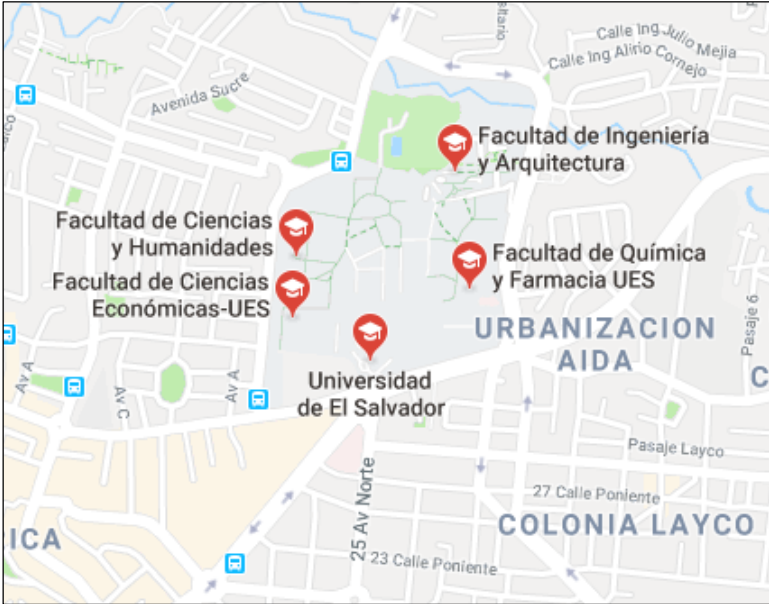 Calle Ing Julio Mejia
Calle Ing Alirio Cornejo
Avenida Sucre
Facultad de Ingeniería
y Arquitectura
Facultad de Ciencias
y Humanidades
Facultad de Química
y Farmacia UES
Facultad de Ciencias
Económicas-UES
URBANIZACION
AIDA
Pasaje 6
Universidad
de El Salvador
Av A
Av C
Av A
Pasaje Layco
25 Av Norte
27 Calle Poniente
COLONIA LAYCO
23 Calle Poniente